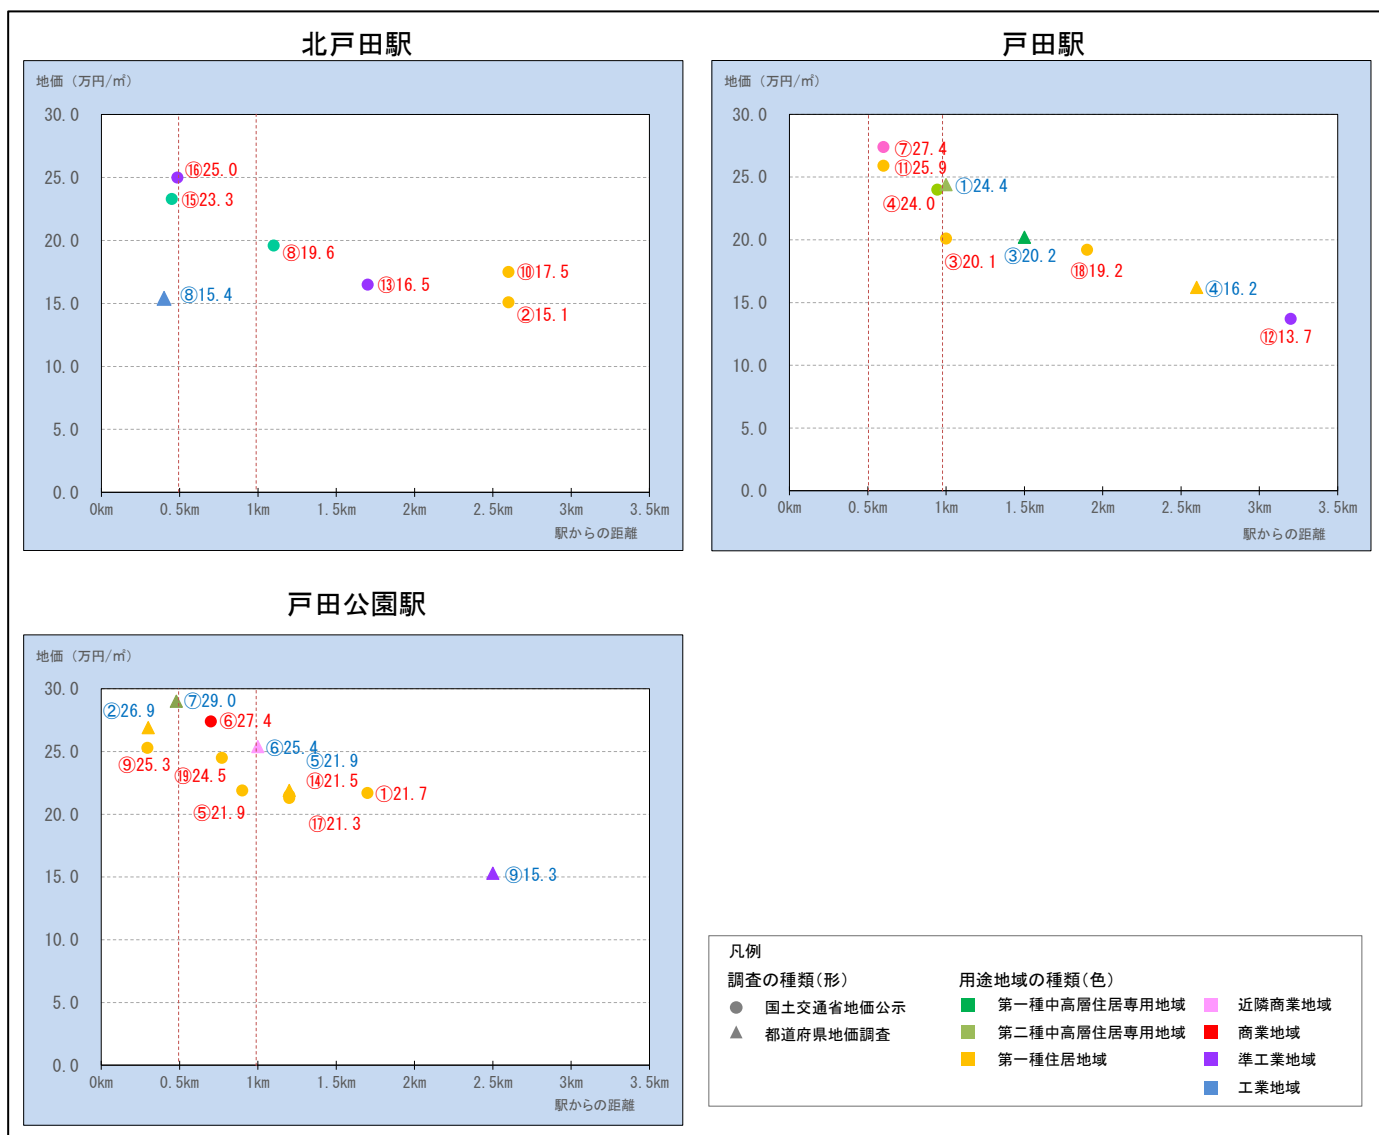 北戸田駅
地価（万円/㎡）
30.0
25.0
20.0
15.0
10.0
5.0
0.0
⑯25.0
⑮23.3
⑧19.6
⑩17.5
⑬16.5
⑧15.4
②15.1
0km 0.5km 1km 1.5km 2km 2.5km 3km 3.5km
駅からの距離
戸田駅
地価（万円/㎡）
30.0
25.0
20.0
15.0
10.0
5.0
0.0
⑦27.4
⑪25.9
①24.4
④24.0
③20.1
③20.2
⑱19.2
④16.2
⑫13.7
0km 0.5km 1km 1.5km 2km 2.5km 3km 3.5km
駅からの距離
戸田公園駅
地価（万円/㎡）
30.0
25.0
20.0
15.0
10.0
5.0
0.0
②26.9
⑦29.0
⑥27.4
⑥25.4
⑨25.3
⑲24.5
⑤21.9
⑭21.5
①21.7
⑤21.9
⑰21.3
⑨15.3
0km 0.5km 1km 1.5km 2km 2.5km 3km 3.5km
駅からの距離
凡例
調査の種類（形）
国土交通省地価公示
都道府県地価調査
用途地域の種類（色）
第一種中高層住居専用地域
第二種中高層住居専用地域
第一種住居地域
近隣商業地域
商業地域
準工業地域
工業地域